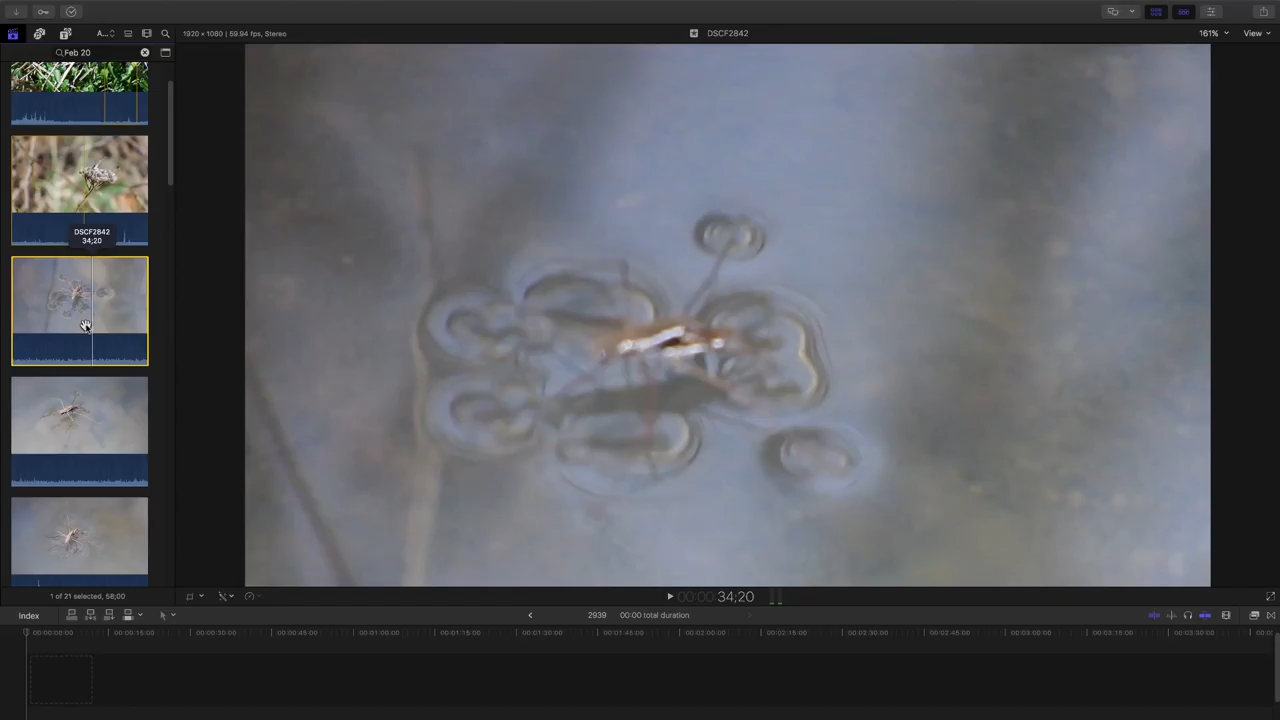 A...
1920 × 1080 | 59.94 fps, Stereo
DSCF2842
161%
View
Feb 20
DSCF2842
34;20
1 of 21 selected, 58;00
00:00:34;20
Index
2939
00:00 total duration
00:00:00:00
00:00:15:00
00:00:30:00
00:00:45:00
00:01:00:00
00:01:15:00
00:01:30:00
00:01:45:00
00:02:00:00
00:02:15:00
00:02:30:00
00:02:45:00
00:03:00:00
00:03:15:00
00:03:30:00